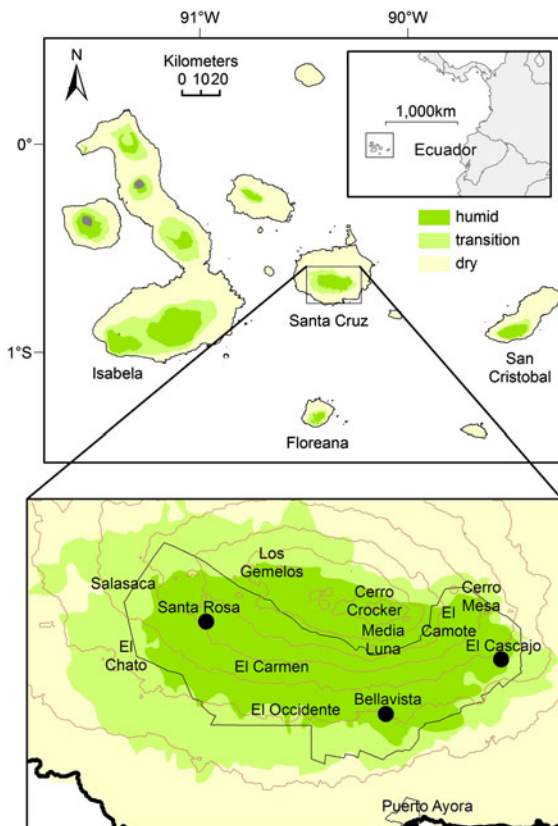 91°W
90°W
Kilometers
0 1020
N
1,000km
Ecuador
0°
humid
transition
dry
Santa Cruz
1°S
Isabela
San
Cristobal
Floreana
Los
Gemelos
Salasaca
Cerro
Crocker
Cerro
Mesa
Santa Rosa
El
Camote
Media
Luna
El
Chato
El Cascajo
El Carmen
El Occidente
Bellavista
Puerto Ayora